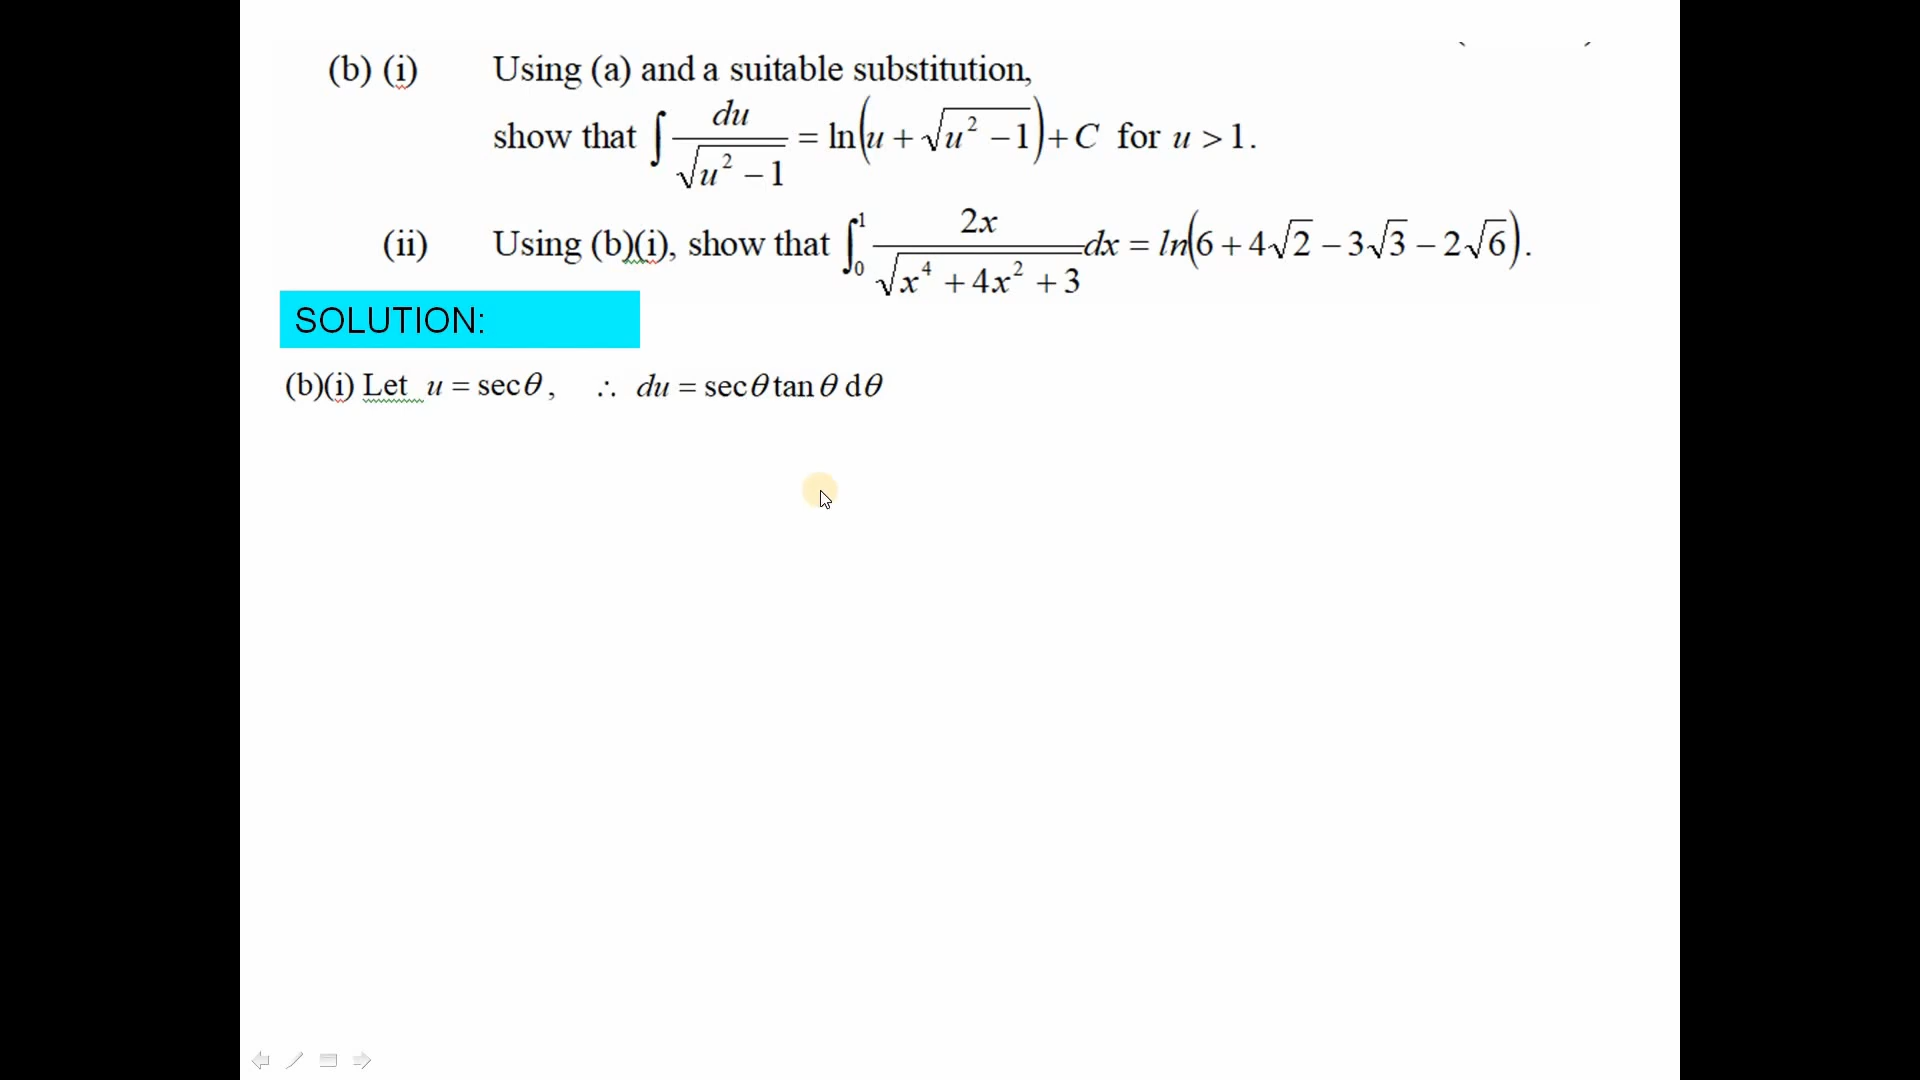 (b) (i) Using (a) and a suitable substitution,
show that ∫ du/√(u² − 1) = ln(u + √(u² − 1)) + C for u > 1.
(ii) Using (b)(i), show that ∫₀¹ 2x/√(x⁴ + 4x² + 3) dx = ln(6 + 4√2 − 3√3 − 2√6).
SOLUTION:
(b)(i) Let u = secθ, ∴ du = secθ tanθ dθ